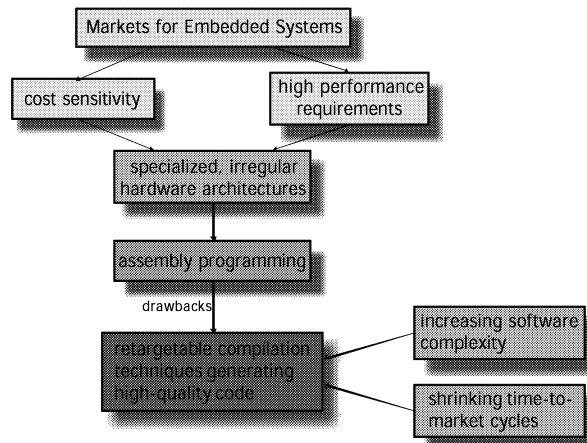 Markets for Embedded Systems
cost sensitivity
high performance
requirements
specialized, irregular
hardware architectures
assembly programming
drawbacks
retargetable compilation
techniques generating
high-quality code
increasing software
complexity
shrinking time-to-
market cycles